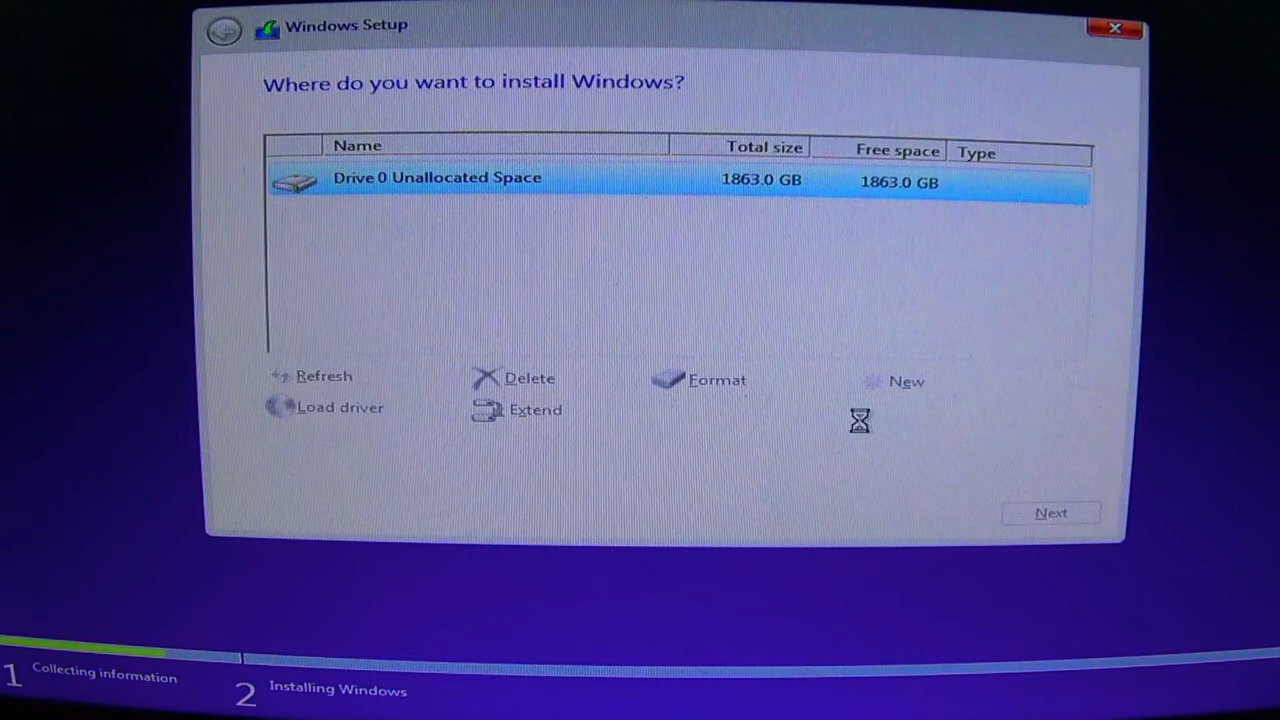 Windows Setup
Where do you want to install Windows?
Name Total size Free space Type
Drive 0 Unallocated Space 1863.0 GB 1863.0 GB
Refresh Delete Format New
Load driver Extend
Next
1 Collecting information 2 Installing Windows